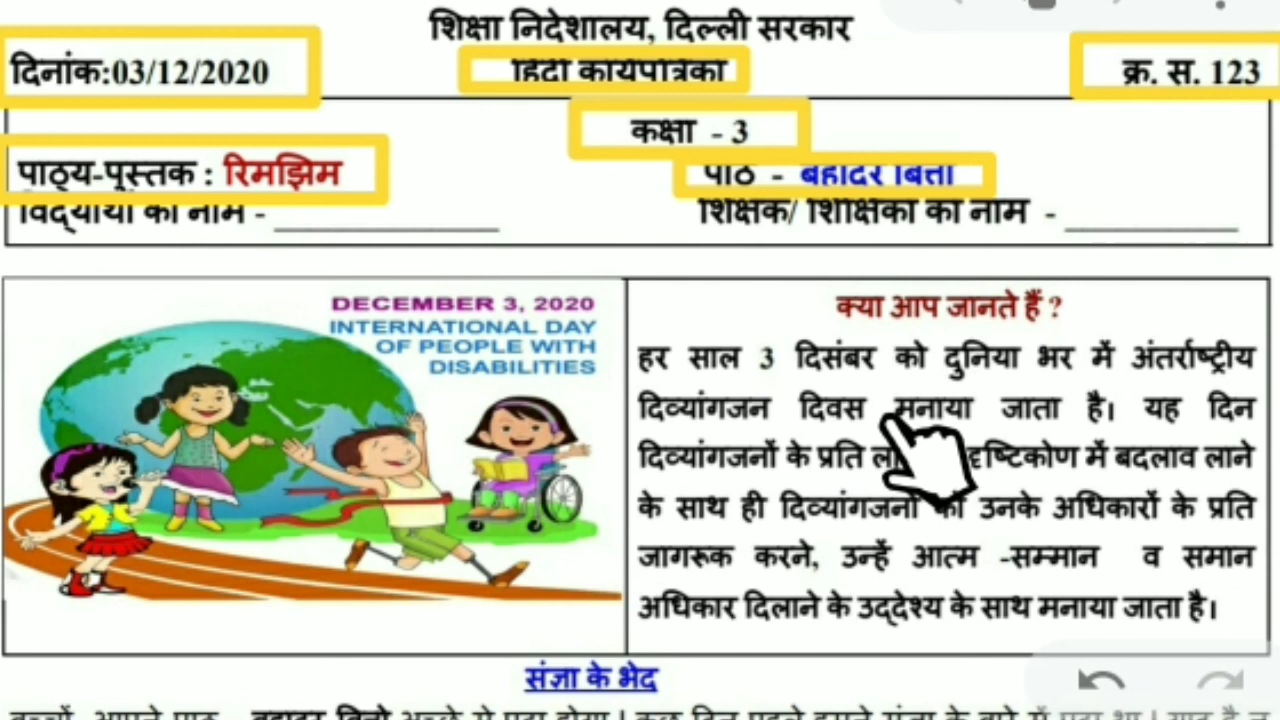 शिक्षा निदेशालय, दिल्ली सरकार
दिनांक:03/12/2020
हिंदी कार्यपत्रिका
क्र. स. 123
कक्षा - 3
पाठ्य-पुस्तक : रिमझिम
पाठ - बहादुर बित्तो
विद्यार्थी का नाम -
शिक्षक/ शिक्षिका का नाम -
DECEMBER 3, 2020
INTERNATIONAL DAY
OF PEOPLE WITH
DISABILITIES
क्या आप जानते हैं ?
हर साल 3 दिसंबर को दुनिया भर में अंतर्राष्ट्रीय
दिव्यांगजन दिवस मनाया जाता है। यह दिन
दिव्यांगजनों के प्रति दृष्टिकोण में बदलाव लाने
के साथ ही दिव्यांगजनों को उनके अधिकारों के प्रति
जागरूक करने, उन्हें आत्म -सम्मान व समान
अधिकार दिलाने के उद्देश्य के साथ मनाया जाता है।
संज्ञा के भेद